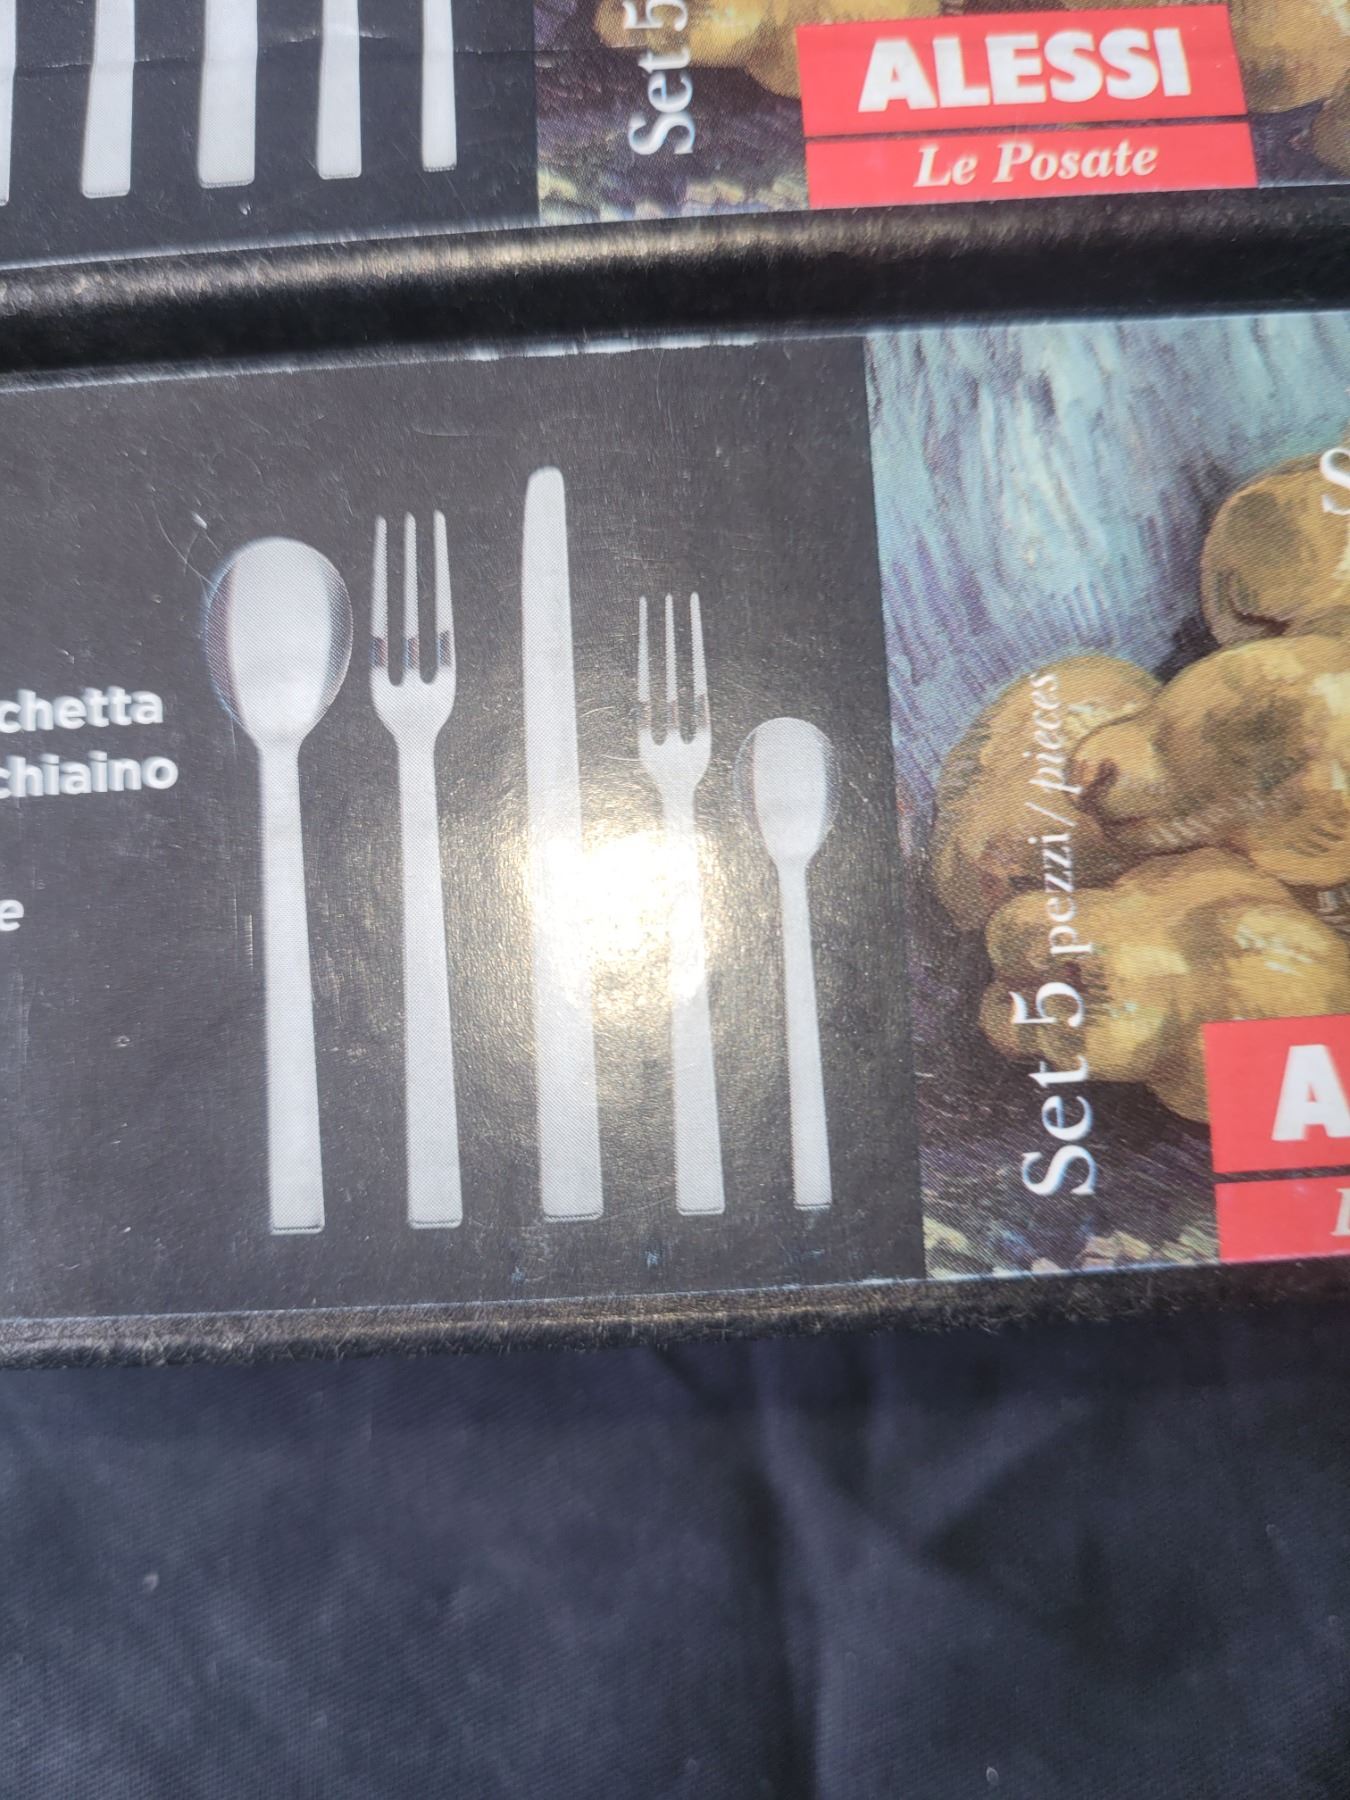 Set 5
ALESSI
Le Posate
chetta
chiaino
e
Set 5 pezzi / pieces
S
A